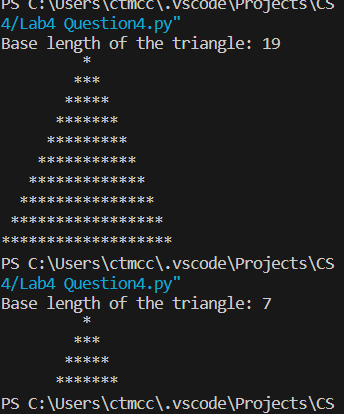 PS C:\Users\ctmcc\.vscode\Projects\CS
4/Lab4 Question4.py"
Base length of the triangle: 19
         *
        ***
       *****
      *******
     *********
    ***********
   *************
  ***************
 *****************
*******************
PS C:\Users\ctmcc\.vscode\Projects\CS
4/Lab4 Question4.py"
Base length of the triangle: 7
         *
        ***
       *****
      *******
PS C:\Users\ctmcc\.vscode\Projects\CS